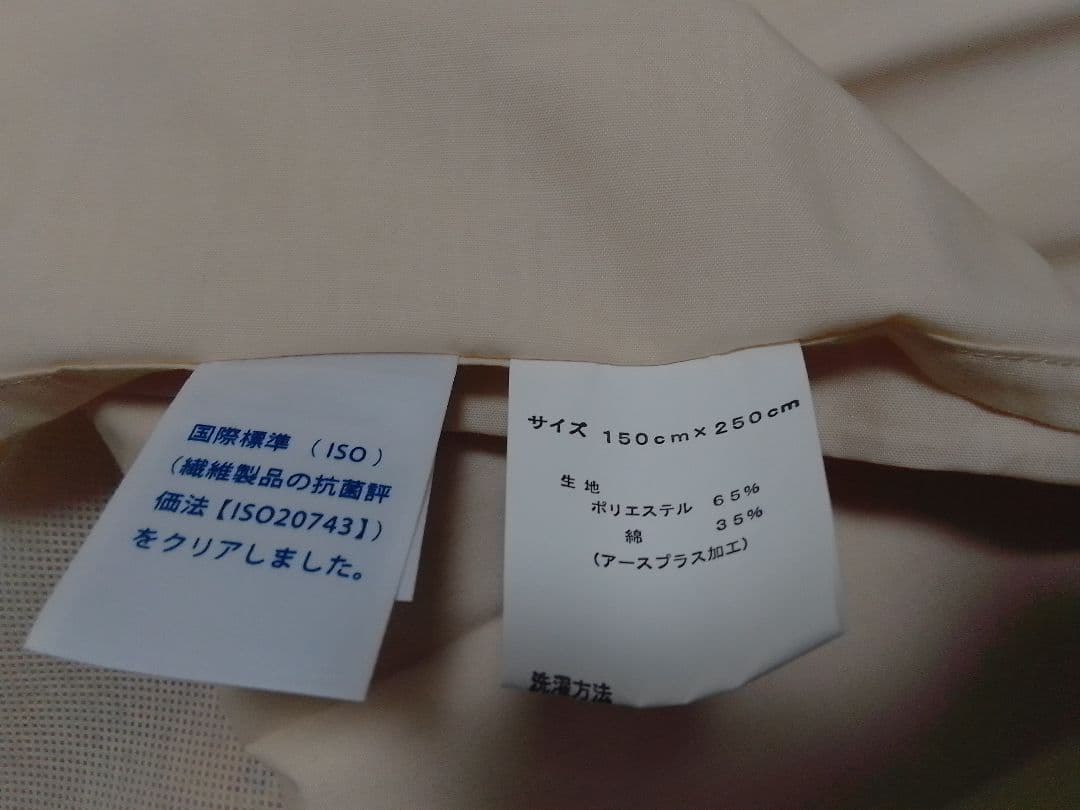 国際標準（ISO）
（繊維製品の抗菌評
価法【ISO20743】）
をクリアしました。
サイズ 150cm×250cm
生地
ポリエステル 65%
綿 35%
（アースプラス加工）
洗濯方法